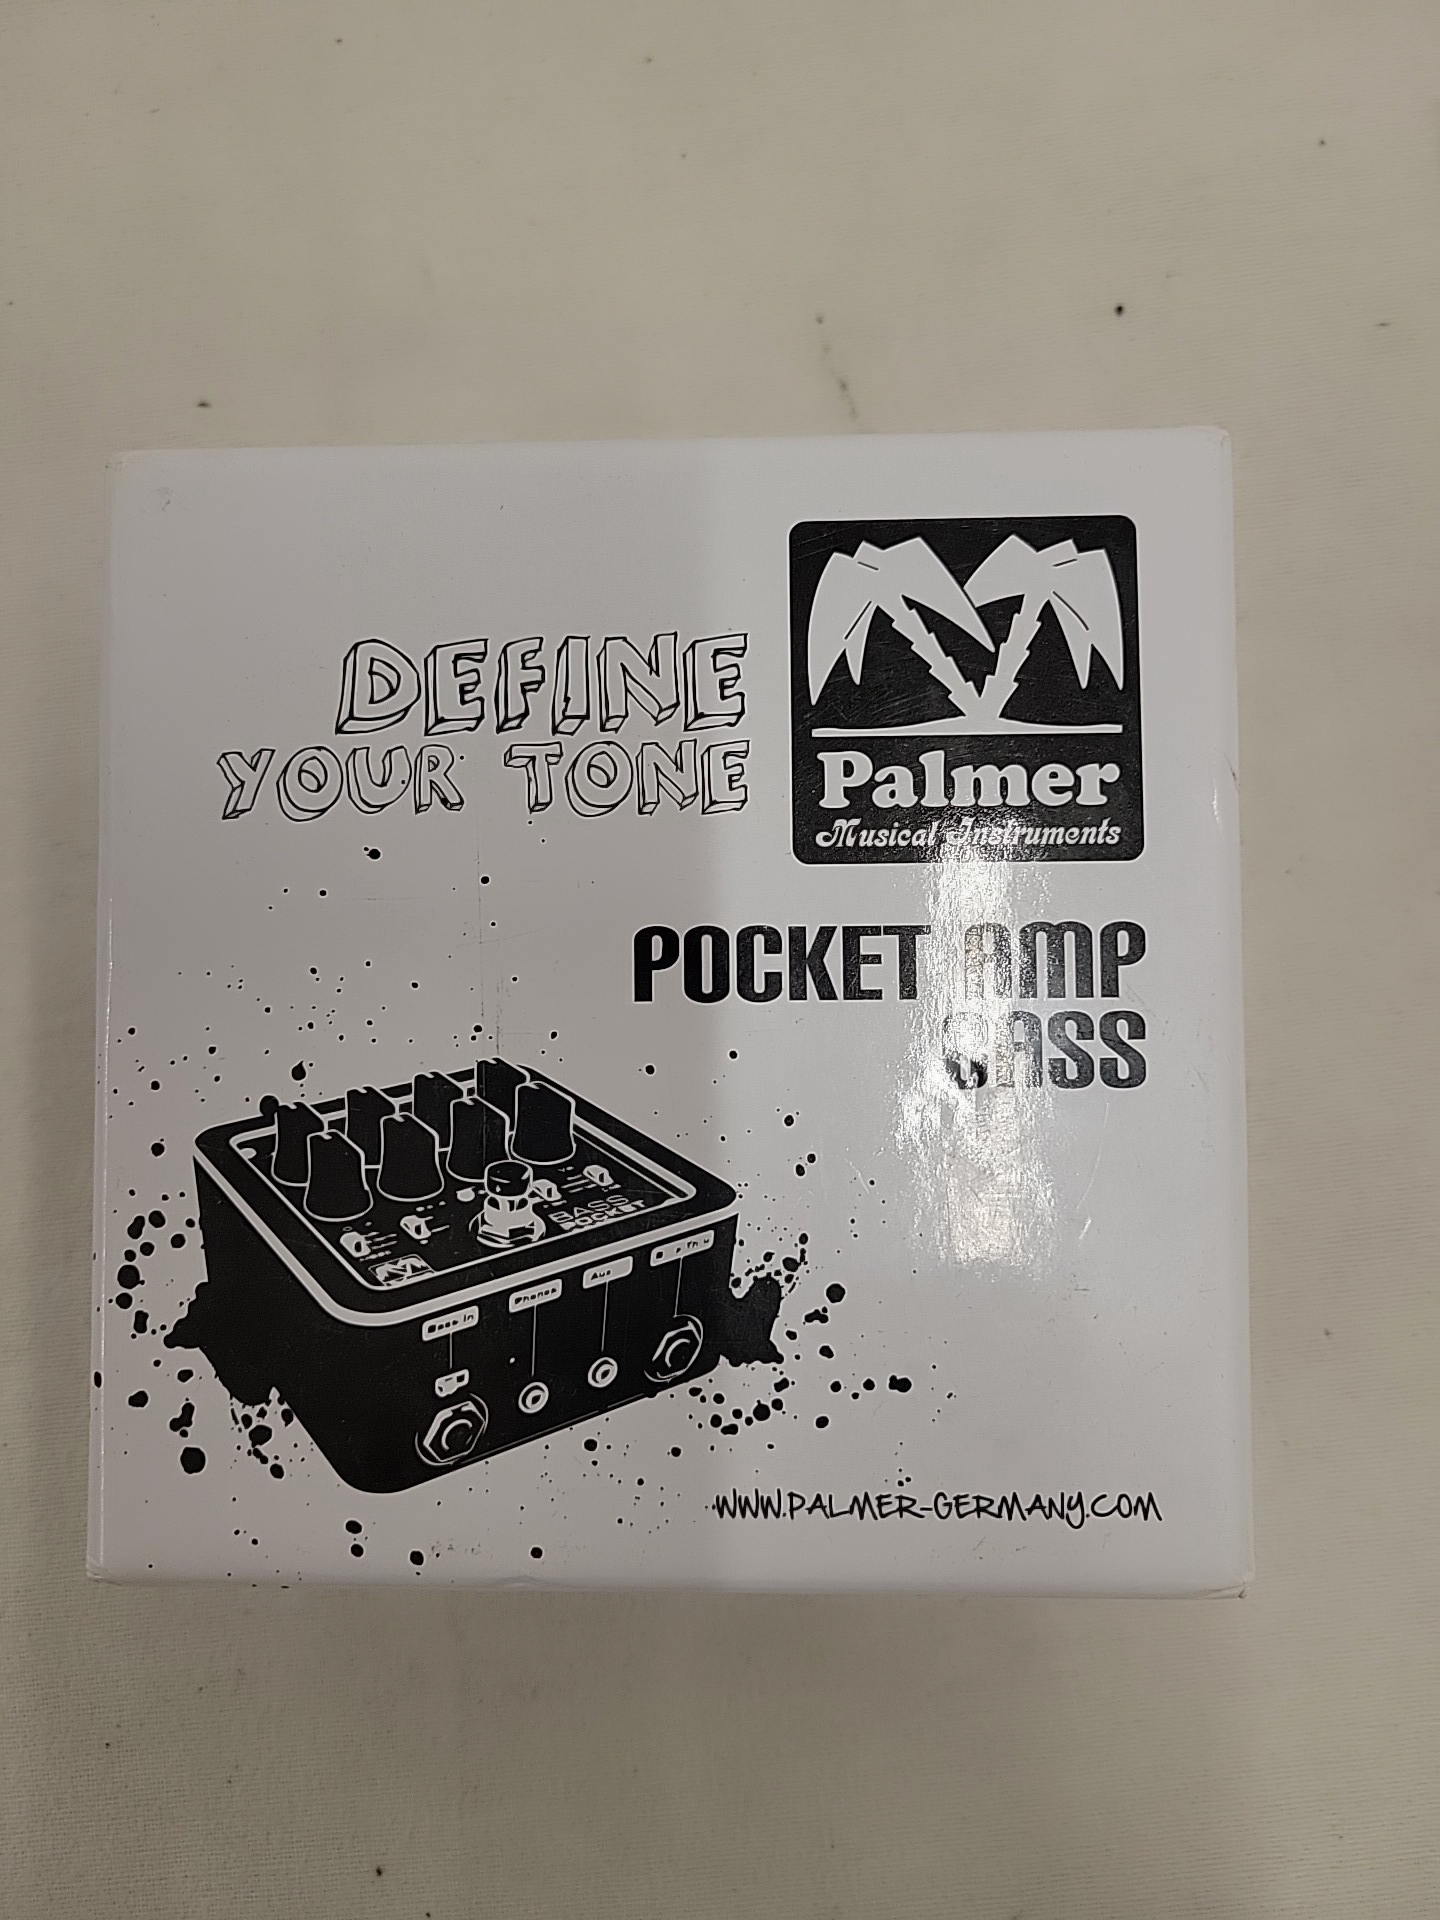 DEFINE
YOUR TONE
Palmer
Musical Instruments
POCKET AMP
BASS
BASS
POCKET
Bass In
Phones
Aux
WWW.PALMER-GERMANY.COM